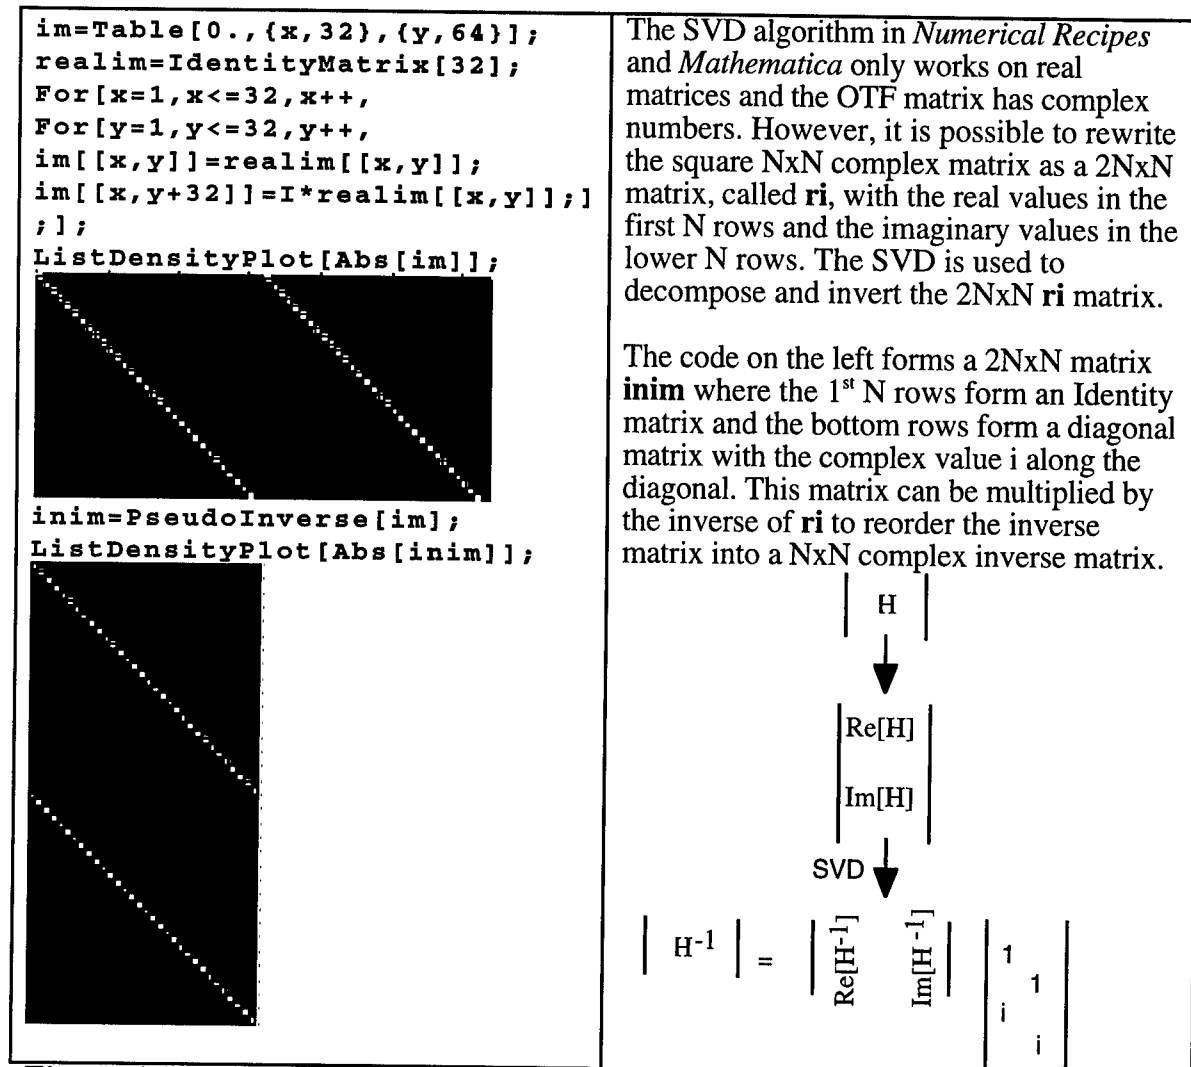 im=Table[0.,{x,32},{y,64}];
realim=IdentityMatrix[32];
For[x=1,x<=32,x++,
For[y=1,y<=32,y++,
im[[x,y]]=realim[[x,y]];
im[[x,y+32]]=I*realim[[x,y]];]
;];
ListDensityPlot[Abs[im]];
inim=PseudoInverse[im];
ListDensityPlot[Abs[inim]];
The SVD algorithm in Numerical Recipes
and Mathematica only works on real
matrices and the OTF matrix has complex
numbers. However, it is possible to rewrite
the square NxN complex matrix as a 2NxN
matrix, called ri, with the real values in the
first N rows and the imaginary values in the
lower N rows. The SVD is used to
decompose and invert the 2NxN ri matrix.
The code on the left forms a 2NxN matrix
inim where the 1st N rows form an Identity
matrix and the bottom rows form a diagonal
matrix with the complex value i along the
diagonal. This matrix can be multiplied by
the inverse of ri to reorder the inverse
matrix into a NxN complex inverse matrix.
H
Re[H]
Im[H]
SVD
H-1 = Re[H-1] Im[H-1]
1
1
i
i